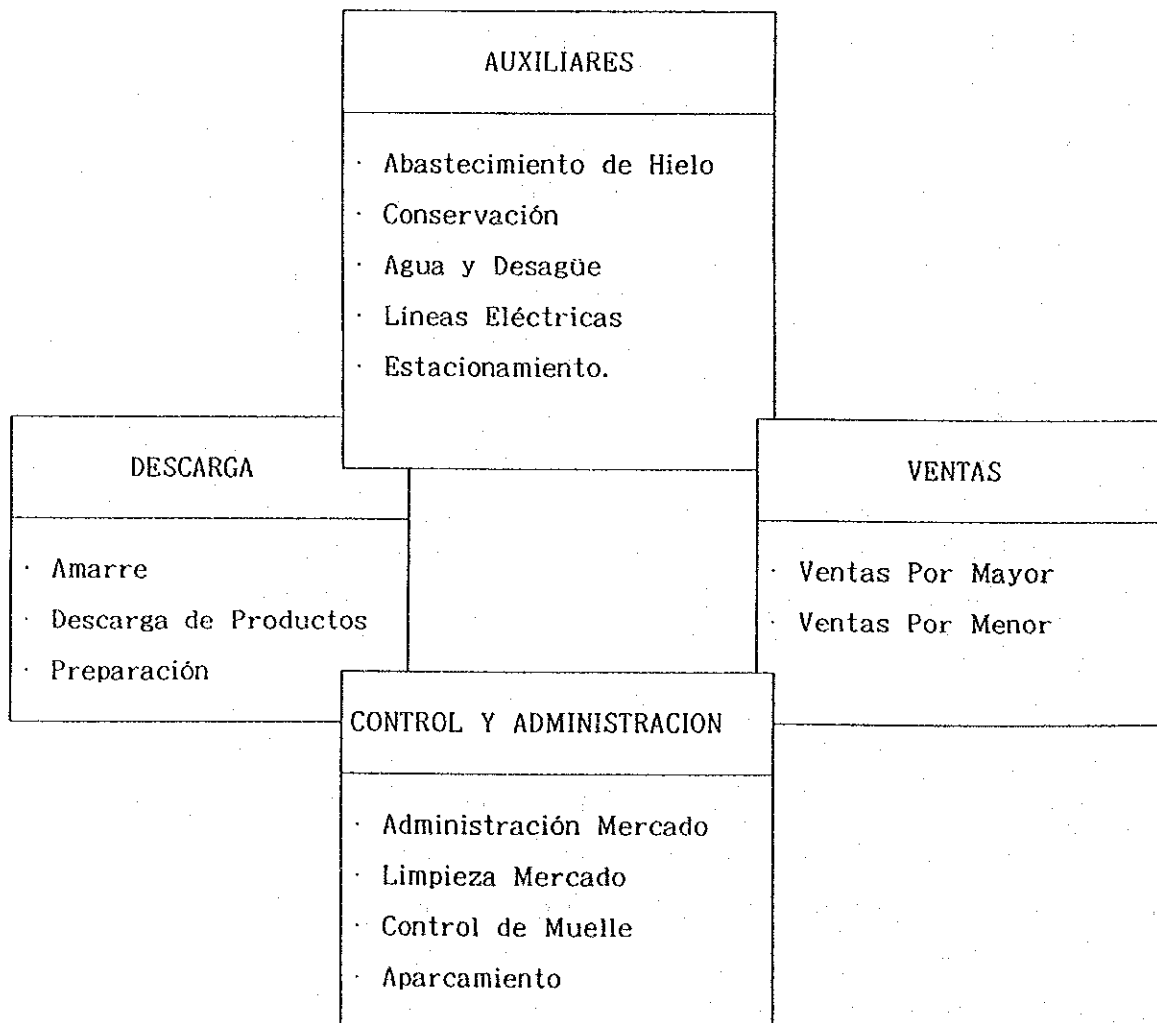 AUXILIARES
· Abastecimiento de Hielo
· Conservación
· Agua y Desagüe
· Líneas Eléctricas
· Estacionamiento.
DESCARGA
· Amarre
· Descarga de Productos
· Preparación
VENTAS
· Ventas Por Mayor
· Ventas Por Menor
CONTROL Y ADMINISTRACION
· Administración Mercado
· Limpieza Mercado
· Control de Muelle
· Aparcamiento